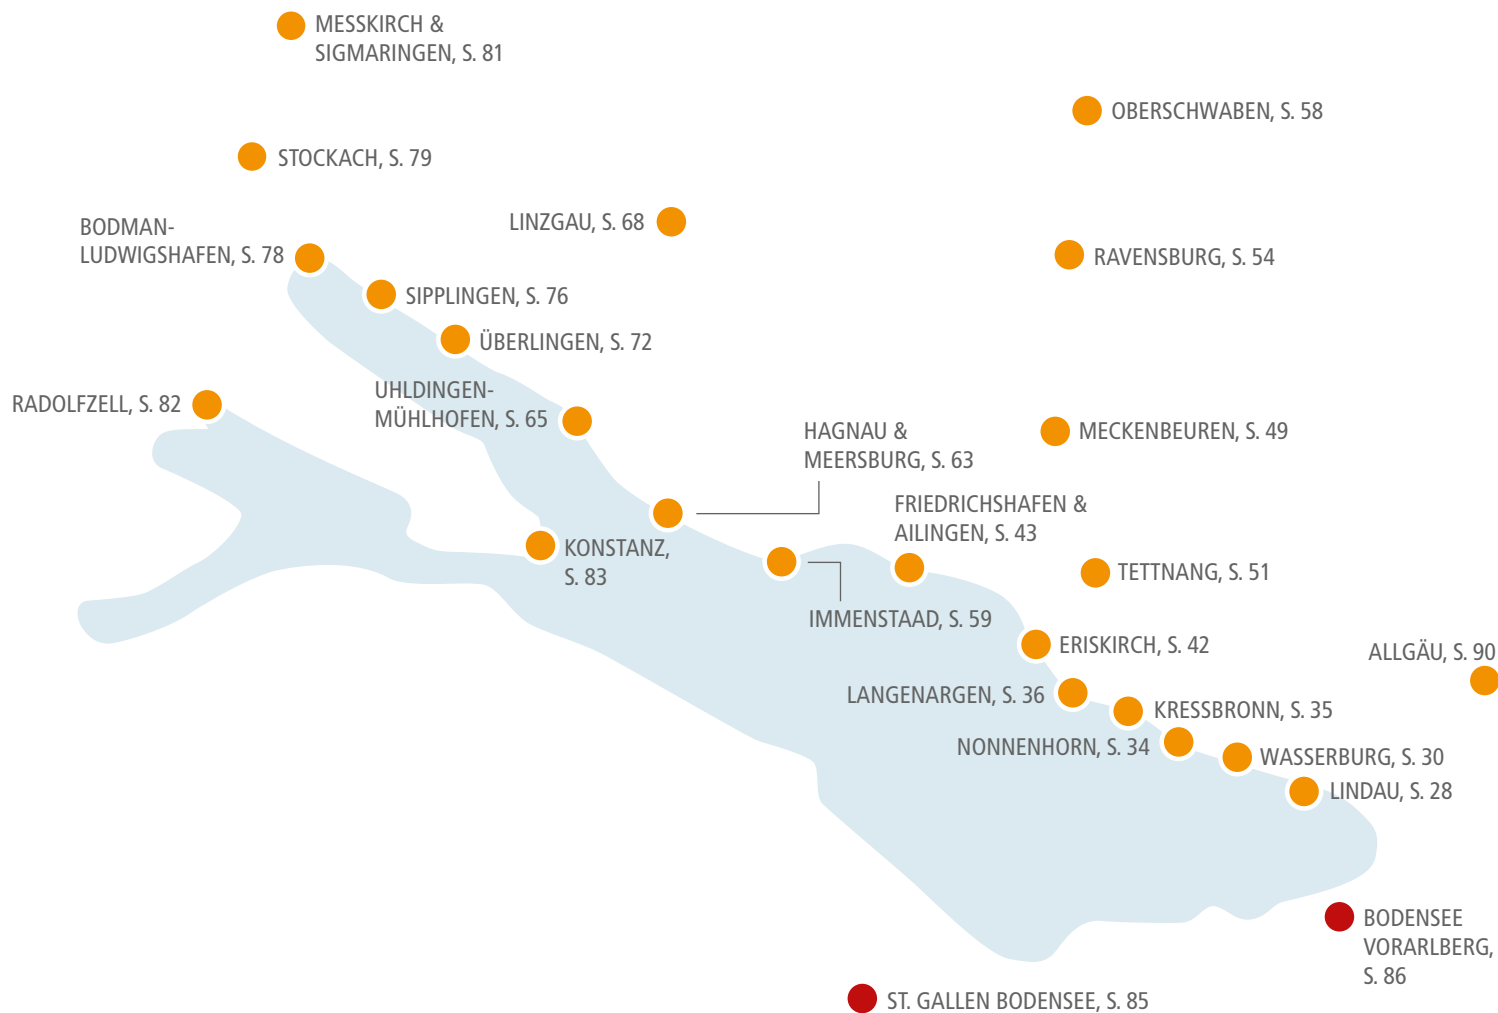 MESSKIRCH &
SIGMARINGEN, S. 81
OBERSCHWABEN, S. 58
STOCKACH, S. 79
LINZGAU, S. 68
BODMAN-
LUDWIGSHAFEN, S. 78
RAVENSBURG, S. 54
SIPPLINGEN, S. 76
ÜBERLINGEN, S. 72
UHLDINGEN-
MÜHLHOFEN, S. 65
RADOLFZELL, S. 82
HAGNAU &
MEERSBURG, S. 63
MECKENBEUREN, S. 49
FRIEDRICHSHAFEN &
AILINGEN, S. 43
KONSTANZ,
S. 83
TETTNANG, S. 51
IMMENSTAAD, S. 59
ERISKIRCH, S. 42
ALLGÄU, S. 90
LANGENARGEN, S. 36
KRESSBRONN, S. 35
NONNENHORN, S. 34
WASSERBURG, S. 30
LINDAU, S. 28
BODENSEE
VORARLBERG,
S. 86
ST. GALLEN BODENSEE, S. 85